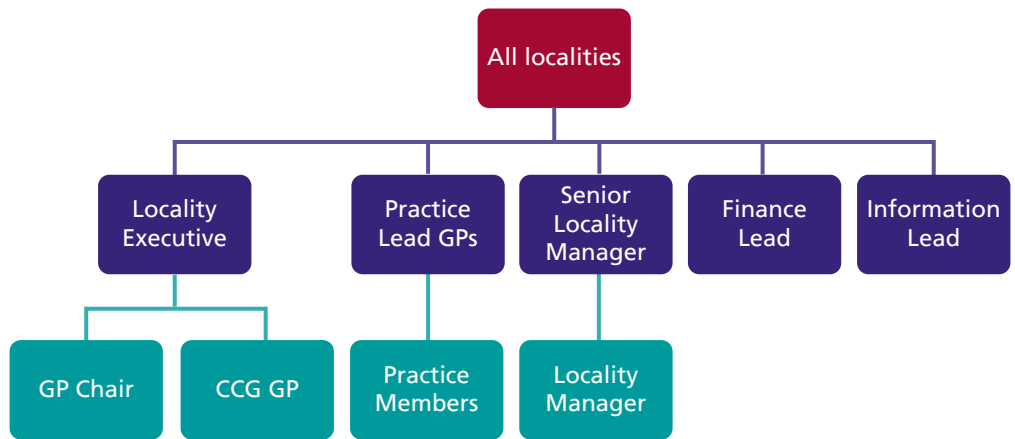 All localities
Locality
Executive
Practice
Lead GPs
Senior
Locality
Manager
Finance
Lead
Information
Lead
GP Chair
CCG GP
Practice
Members
Locality
Manager